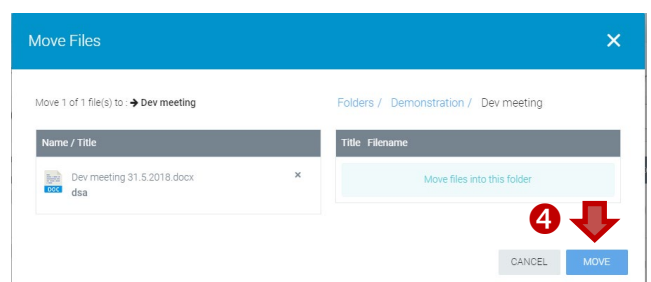 Move Files
Move 1 of 1 file(s) to : ➔ Dev meeting
Folders / Demonstration / Dev meeting
Name / Title
Title Filename
Dev meeting 31.5.2018.docx
DOC
dsa
Move files into this folder
4
CANCEL
MOVE